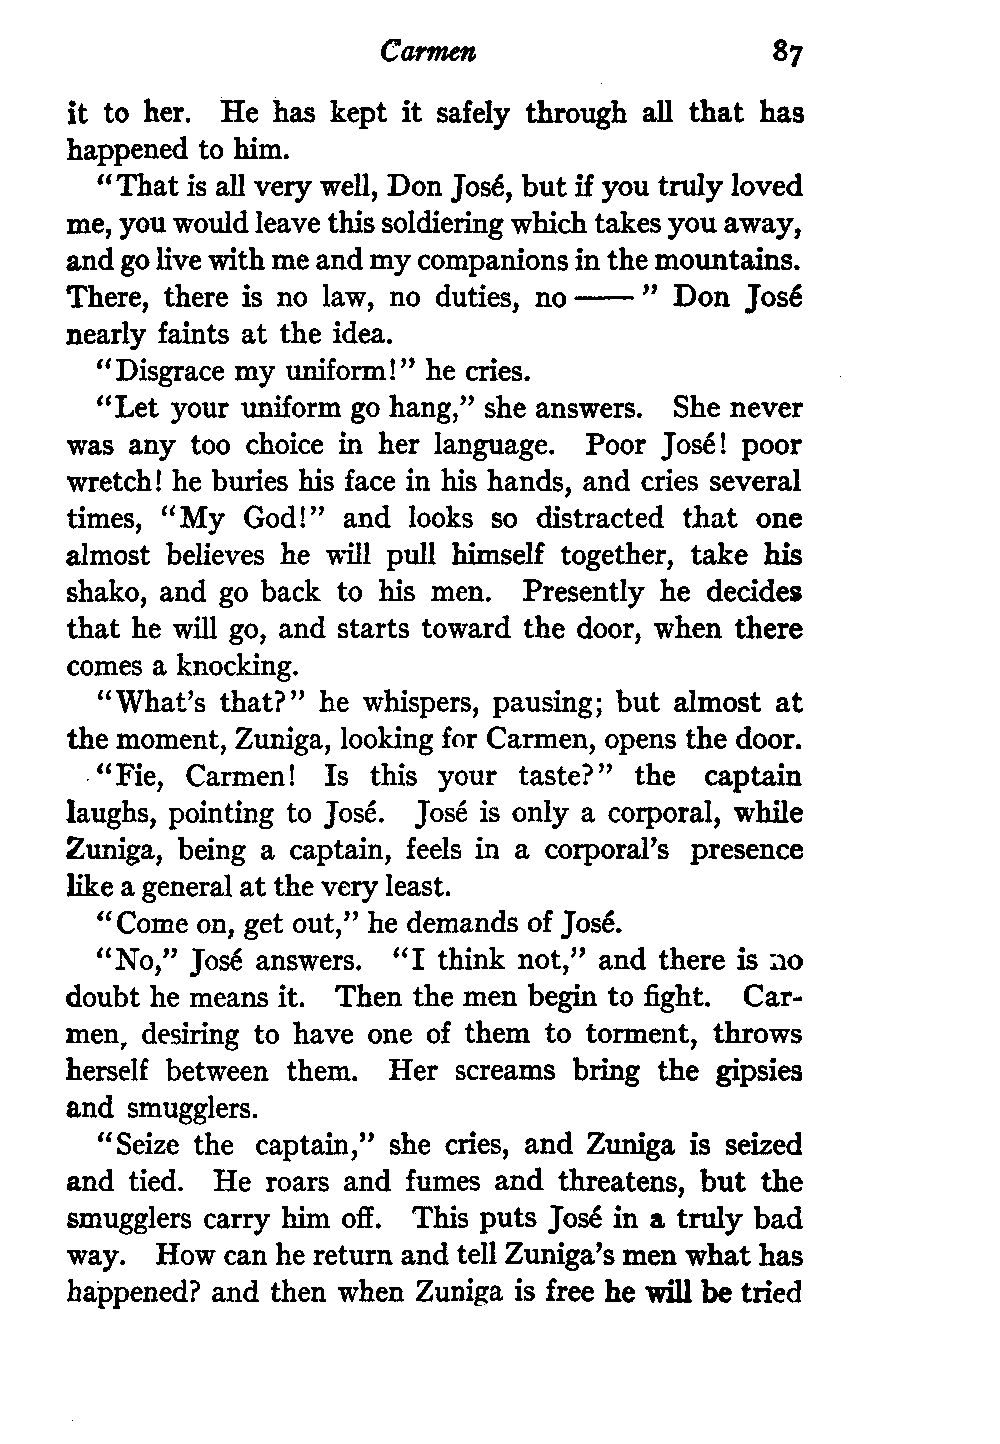 Carmen 87
it to her. He has kept it safely through all that has
happened to him.
"That is all very well, Don José, but if you truly loved
me, you would leave this soldiering which takes you away,
and go live with me and my companions in the mountains.
There, there is no law, no duties, no —— " Don José
nearly faints at the idea.
"Disgrace my uniform!" he cries.
"Let your uniform go hang," she answers. She never
was any too choice in her language. Poor José! poor
wretch! he buries his face in his hands, and cries several
times, "My God!" and looks so distracted that one
almost believes he will pull himself together, take his
shako, and go back to his men. Presently he decides
that he will go, and starts toward the door, when there
comes a knocking.
"What's that?" he whispers, pausing; but almost at
the moment, Zuniga, looking for Carmen, opens the door.
"Fie, Carmen! Is this your taste?" the captain
laughs, pointing to José. José is only a corporal, while
Zuniga, being a captain, feels in a corporal's presence
like a general at the very least.
"Come on, get out," he demands of José.
"No," José answers. "I think not," and there is no
doubt he means it. Then the men begin to fight. Car-
men, desiring to have one of them to torment, throws
herself between them. Her screams bring the gipsies
and smugglers.
"Seize the captain," she cries, and Zuniga is seized
and tied. He roars and fumes and threatens, but the
smugglers carry him off. This puts José in a truly bad
way. How can he return and tell Zuniga's men what has
happened? and then when Zuniga is free he will be tried